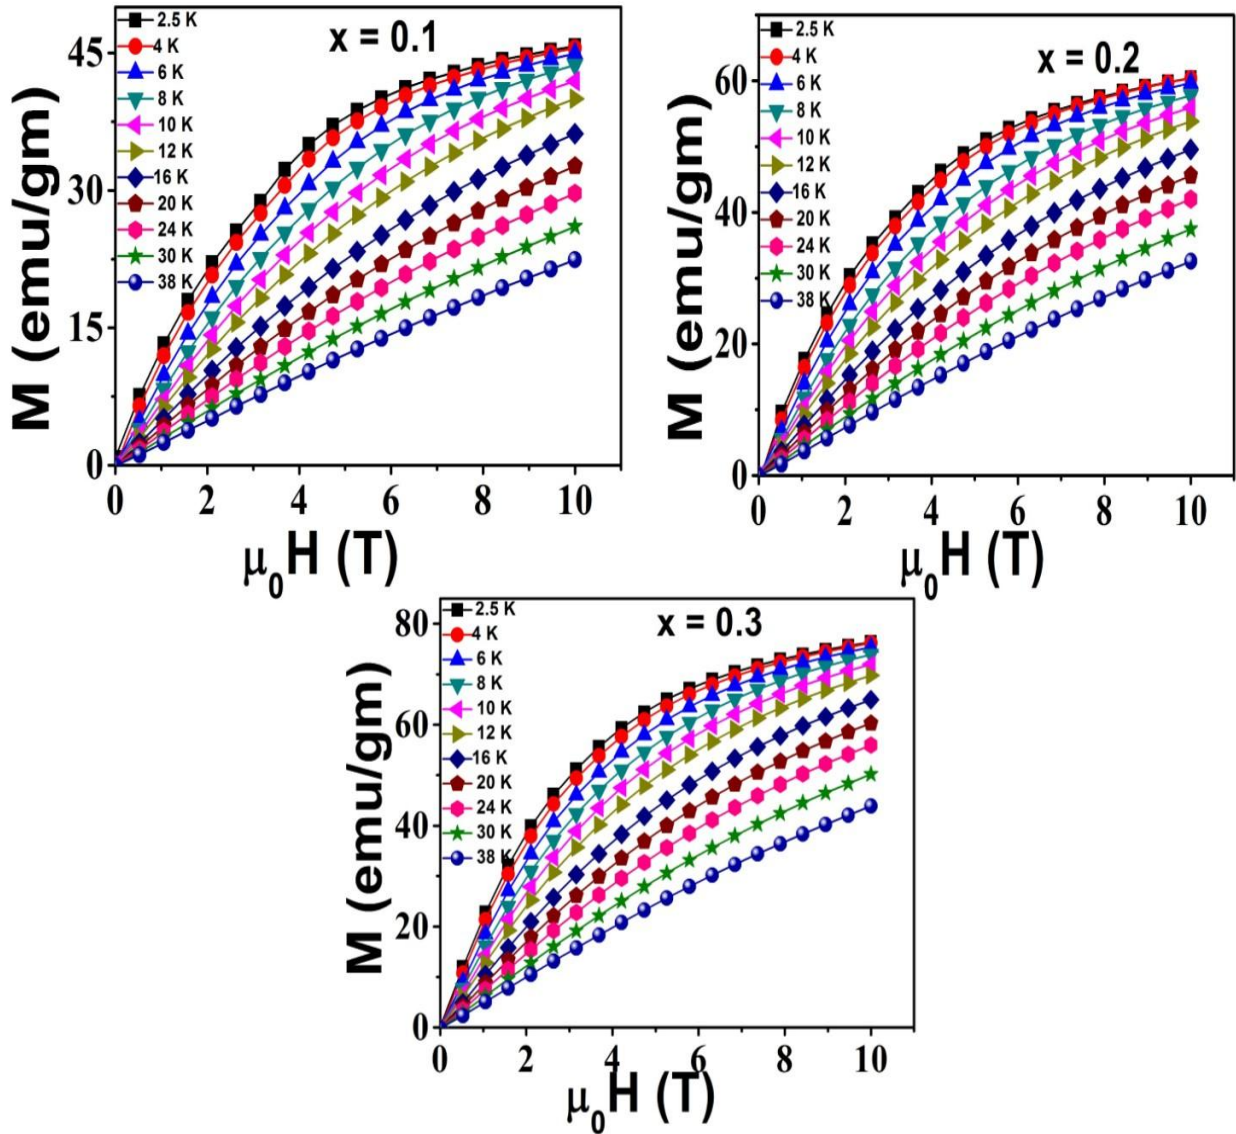 x = 0.1
2.5 K
4 K
6 K
8 K
10 K
12 K
16 K
20 K
24 K
30 K
38 K
45
30
15
0
M (emu/gm)
0 2 4 6 8 10
μ₀H (T)
x = 0.2
2.5 K
4 K
6 K
8 K
10 K
12 K
16 K
20 K
24 K
30 K
38 K
60
40
20
0
M (emu/gm)
0 2 4 6 8 10
μ₀H (T)
x = 0.3
2.5 K
4 K
6 K
8 K
10 K
12 K
16 K
20 K
24 K
30 K
38 K
80
60
40
20
0
M (emu/gm)
0 2 4 6 8 10
μ₀H (T)